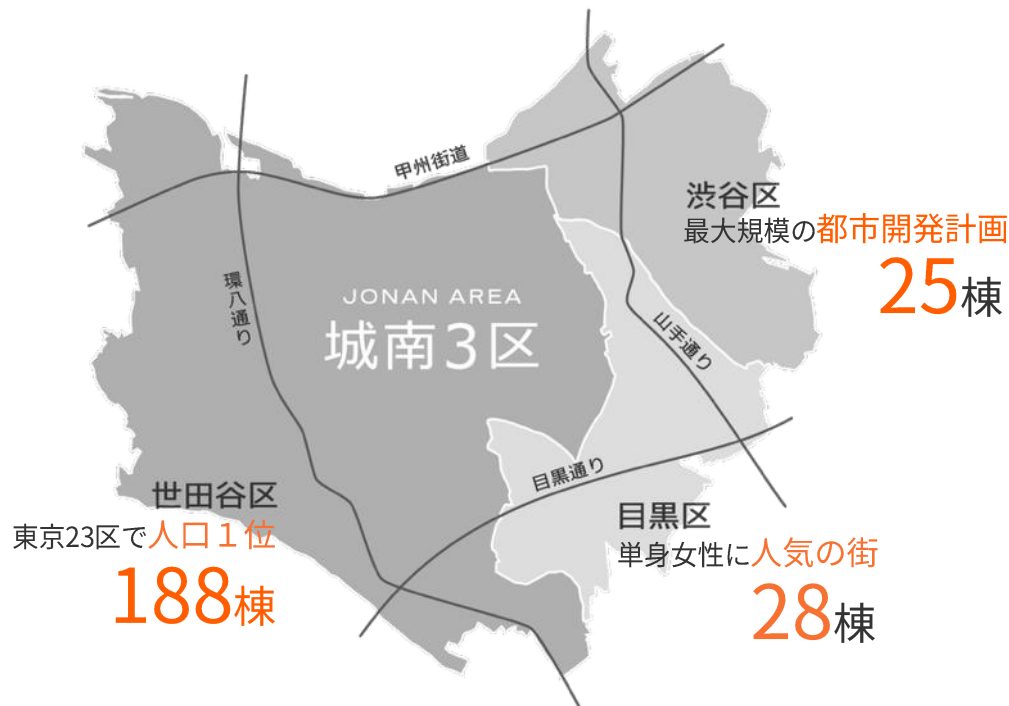 甲州街道
渋谷区
最大規模の都市開発計画
25棟
環八通り
JONAN AREA
城南3区
山手通り
目黒通り
世田谷区
東京23区で人口1位
188棟
目黒区
単身女性に人気の街
28棟